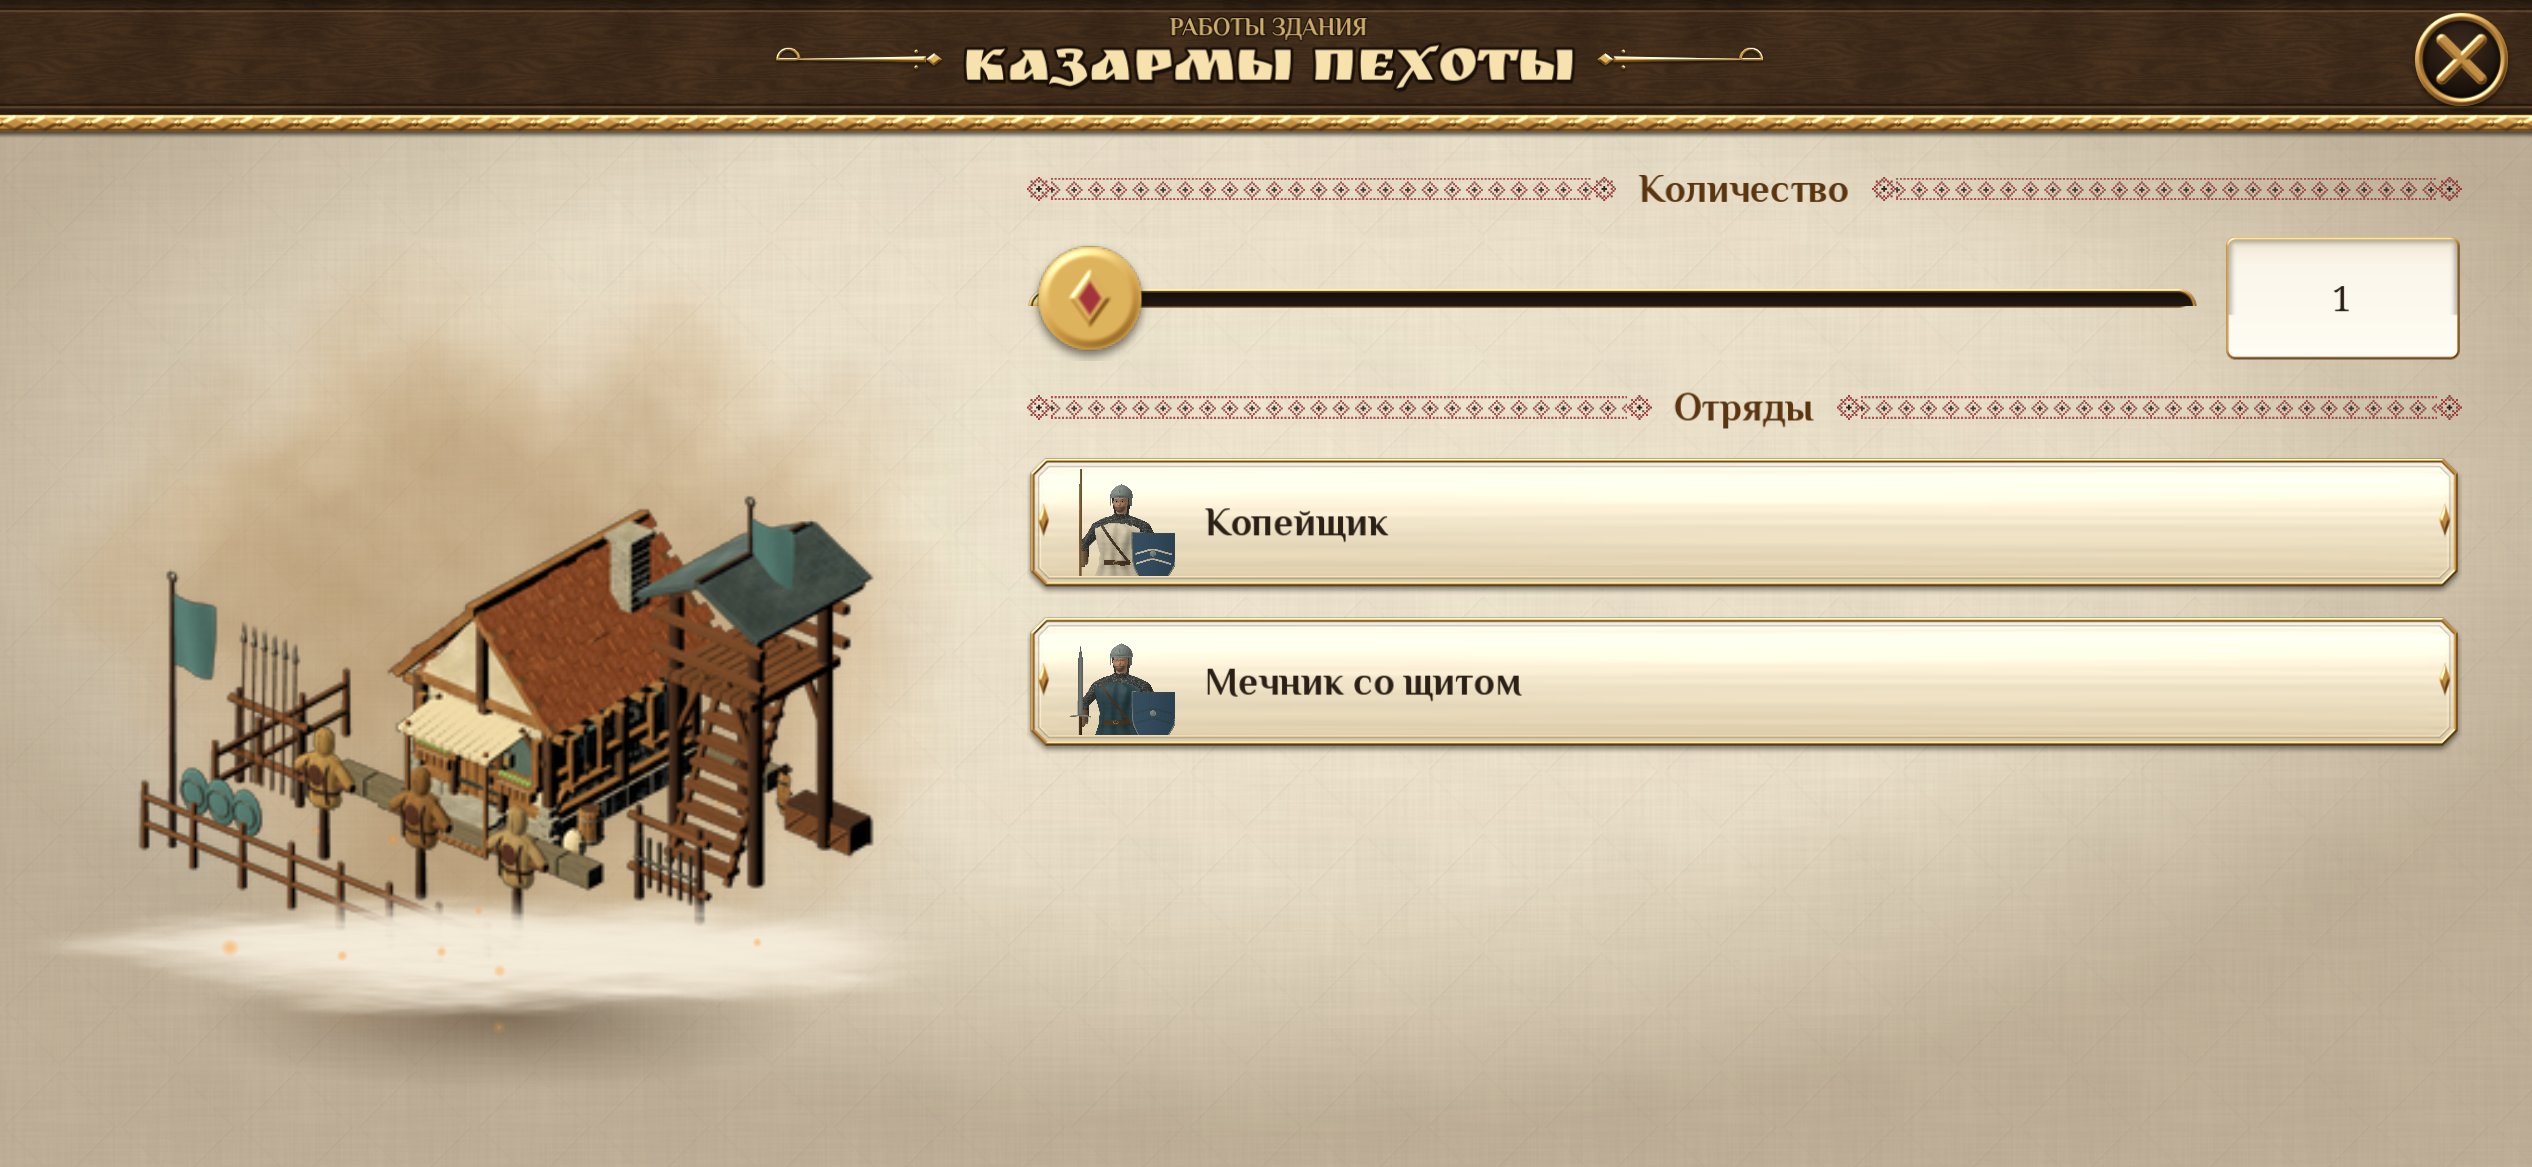 РАБОТЫ ЗДАНИЯ
КАЗАРМЫ ПЕХОТЫ
Количество
1
Отряды
Копейщик
Мечник со щитом